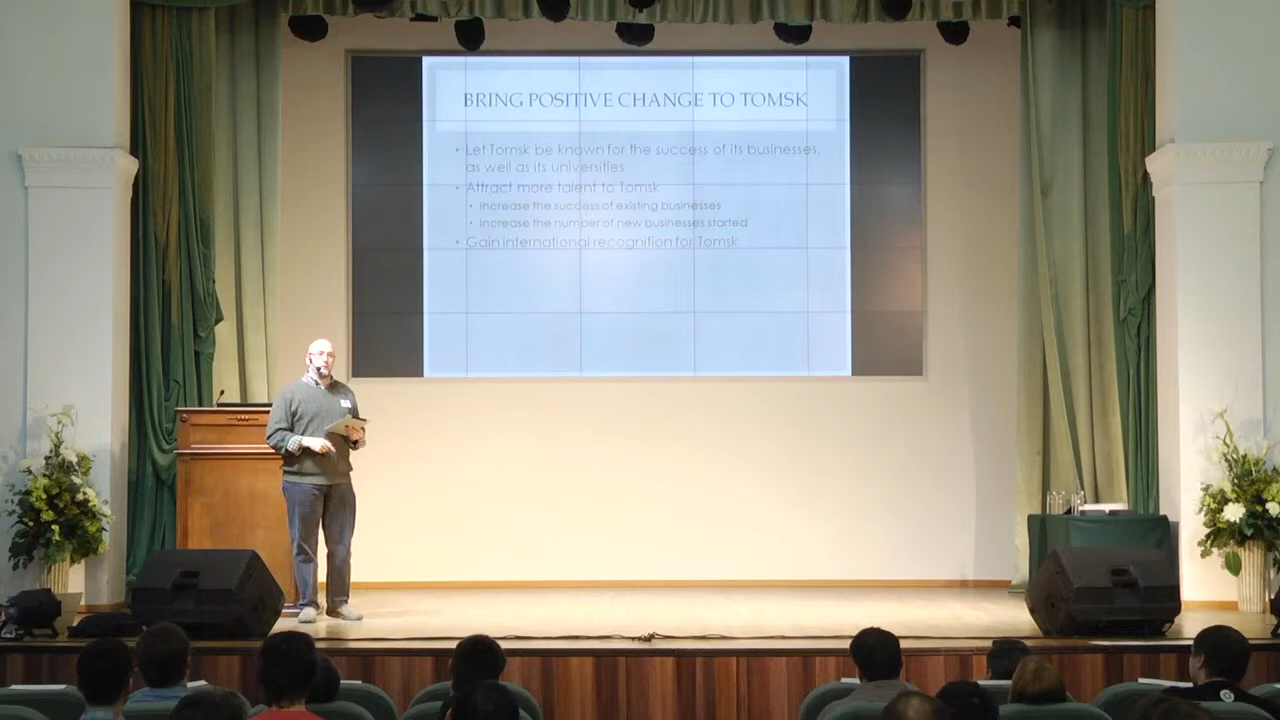 BRING POSITIVE CHANGE TO TOMSK
• Let Tomsk be known for the success of its businesses,
as well as its universities
• Attract more talent to Tomsk
• Increase the success of existing businesses
• Increase the number of new businesses started
• Gain international recognition for Tomsk